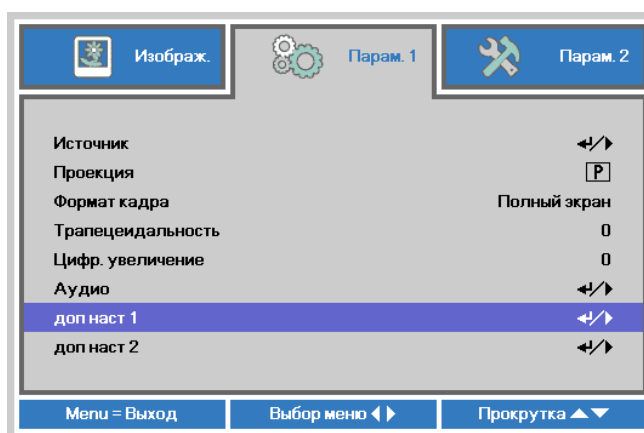 Изображ. Парам. 1 Парам. 2
Источник
Проекция P
Формат кадра Полный экран
Трапецеидальность 0
Цифр. увеличение 0
Аудио
доп наст 1
доп наст 2
Menu = Выход Выбор меню Прокрутка